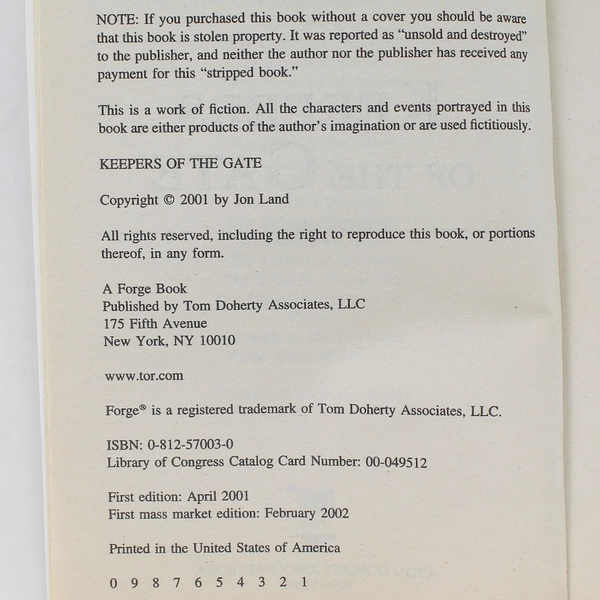 NOTE: If you purchased this book without a cover you should be aware
that this book is stolen property. It was reported as “unsold and destroyed”
to the publisher, and neither the author nor the publisher has received any
payment for this “stripped book.”
This is a work of fiction. All the characters and events portrayed in this
book are either products of the author’s imagination or are used fictitiously.
KEEPERS OF THE GATE
Copyright © 2001 by Jon Land
All rights reserved, including the right to reproduce this book, or portions
thereof, in any form.
A Forge Book
Published by Tom Doherty Associates, LLC
175 Fifth Avenue
New York, NY 10010
www.tor.com
Forge® is a registered trademark of Tom Doherty Associates, LLC.
ISBN: 0-812-57003-0
Library of Congress Catalog Card Number: 00-049512
First edition: April 2001
First mass market edition: February 2002
Printed in the United States of America
0 9 8 7 6 5 4 3 2 1